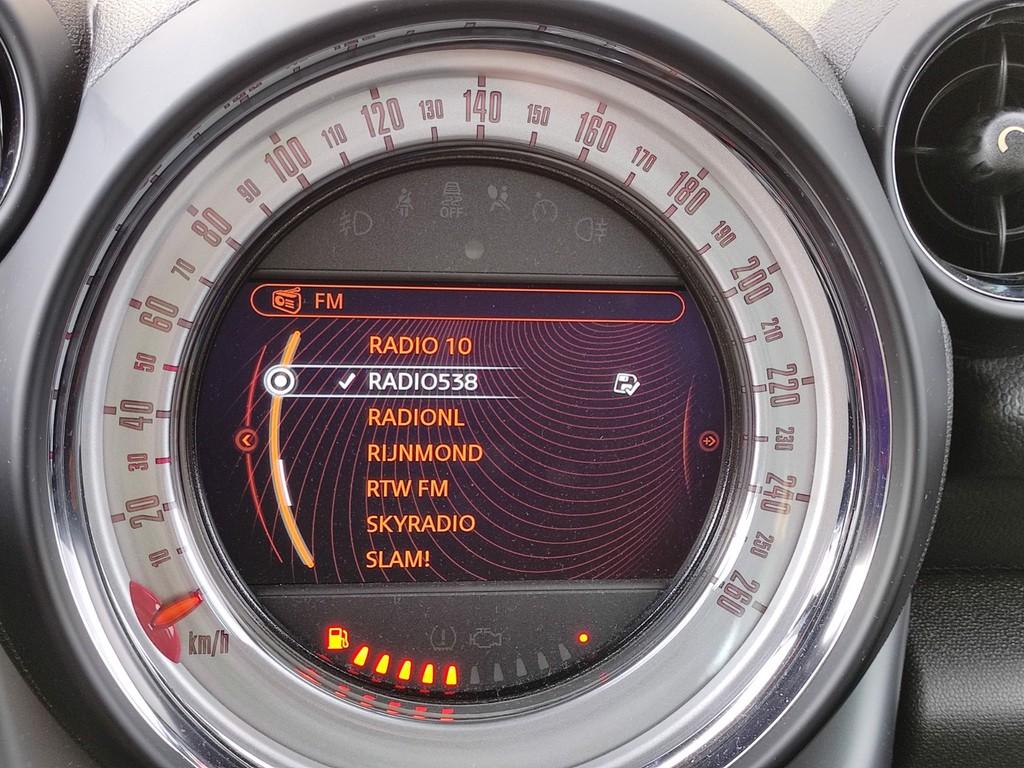 10
20
30
40
50
60
70
80
90
100
110
120
130
140
150
160
170
180
190
200
210
220
230
240
250
260
km/h
OFF
FM
RADIO 10
RADIO538
RADIONL
RIJNMOND
RTW FM
SKYRADIO
SLAM!